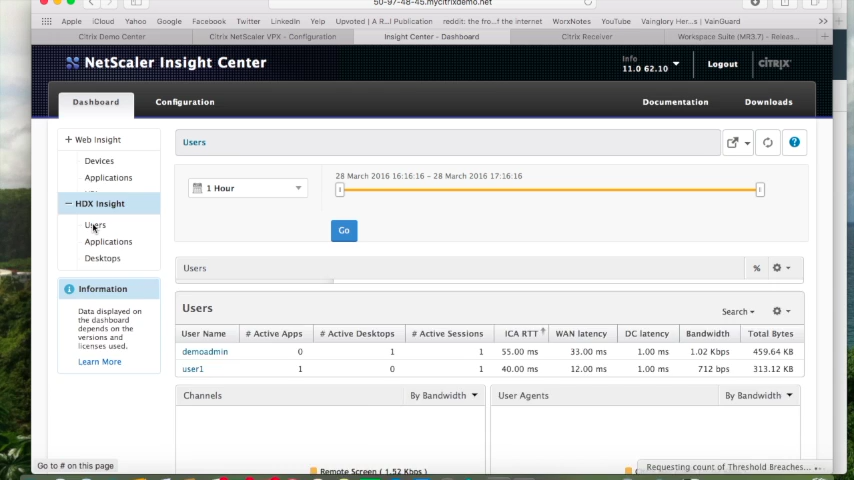 50-97-48-45.mycitrixdemo.net
Apple iCloud Yahoo Google Facebook Twitter LinkedIn Yelp Upvoted | A R...l Publication reddit: the fro...f the internet WorxNotes YouTube Vainglory Her...s | VainGuard
Citrix Demo Center Citrix NetScaler VPX - Configuration Insight Center - Dashboard Citrix Receiver Workspace Suite (MR3.7) - Releas...
NetScaler Insight Center
Info
11.0 62.10
Logout
CITRIX
Dashboard Configuration Documentation Downloads
+ Web Insight
Devices
Applications
− HDX Insight
Users
Applications
Desktops
Information
Data displayed on
the dashboard
depends on the
versions and
licenses used.
Learn More
Users
1 Hour
28 March 2016 16:16:16 - 28 March 2016 17:16:16
Go
Users %
Users Search
User Name # Active Apps # Active Desktops # Active Sessions ICA RTT WAN latency DC latency Bandwidth Total Bytes
demoadmin 0 1 1 55.00 ms 33.00 ms 1.00 ms 1.02 Kbps 459.64 KB
user1 1 0 1 40.00 ms 12.00 ms 1.00 ms 712 bps 313.12 KB
Channels By Bandwidth
User Agents By Bandwidth
Remote Screen ( 1.52 Kbps )
Go to # on this page
Requesting count of Threshold Breaches...